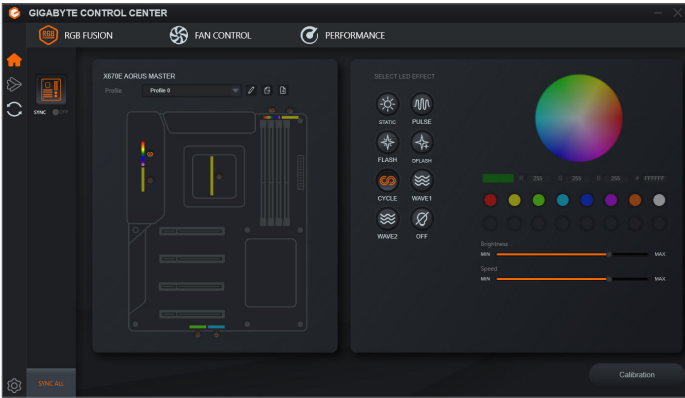 GIGABYTE CONTROL CENTER
RGB FUSION
FAN CONTROL
PERFORMANCE
X670E AORUS MASTER
Profile
Profile 0
SYNC
OFF
SELECT LED EFFECT
STATIC
PULSE
FLASH
DFLASH
CYCLE
WAVE1
WAVE2
OFF
R 255 G 255 B 255 # FFFFFF
Brightness
MIN MAX
Speed
MIN MAX
SYNC ALL
Calibration